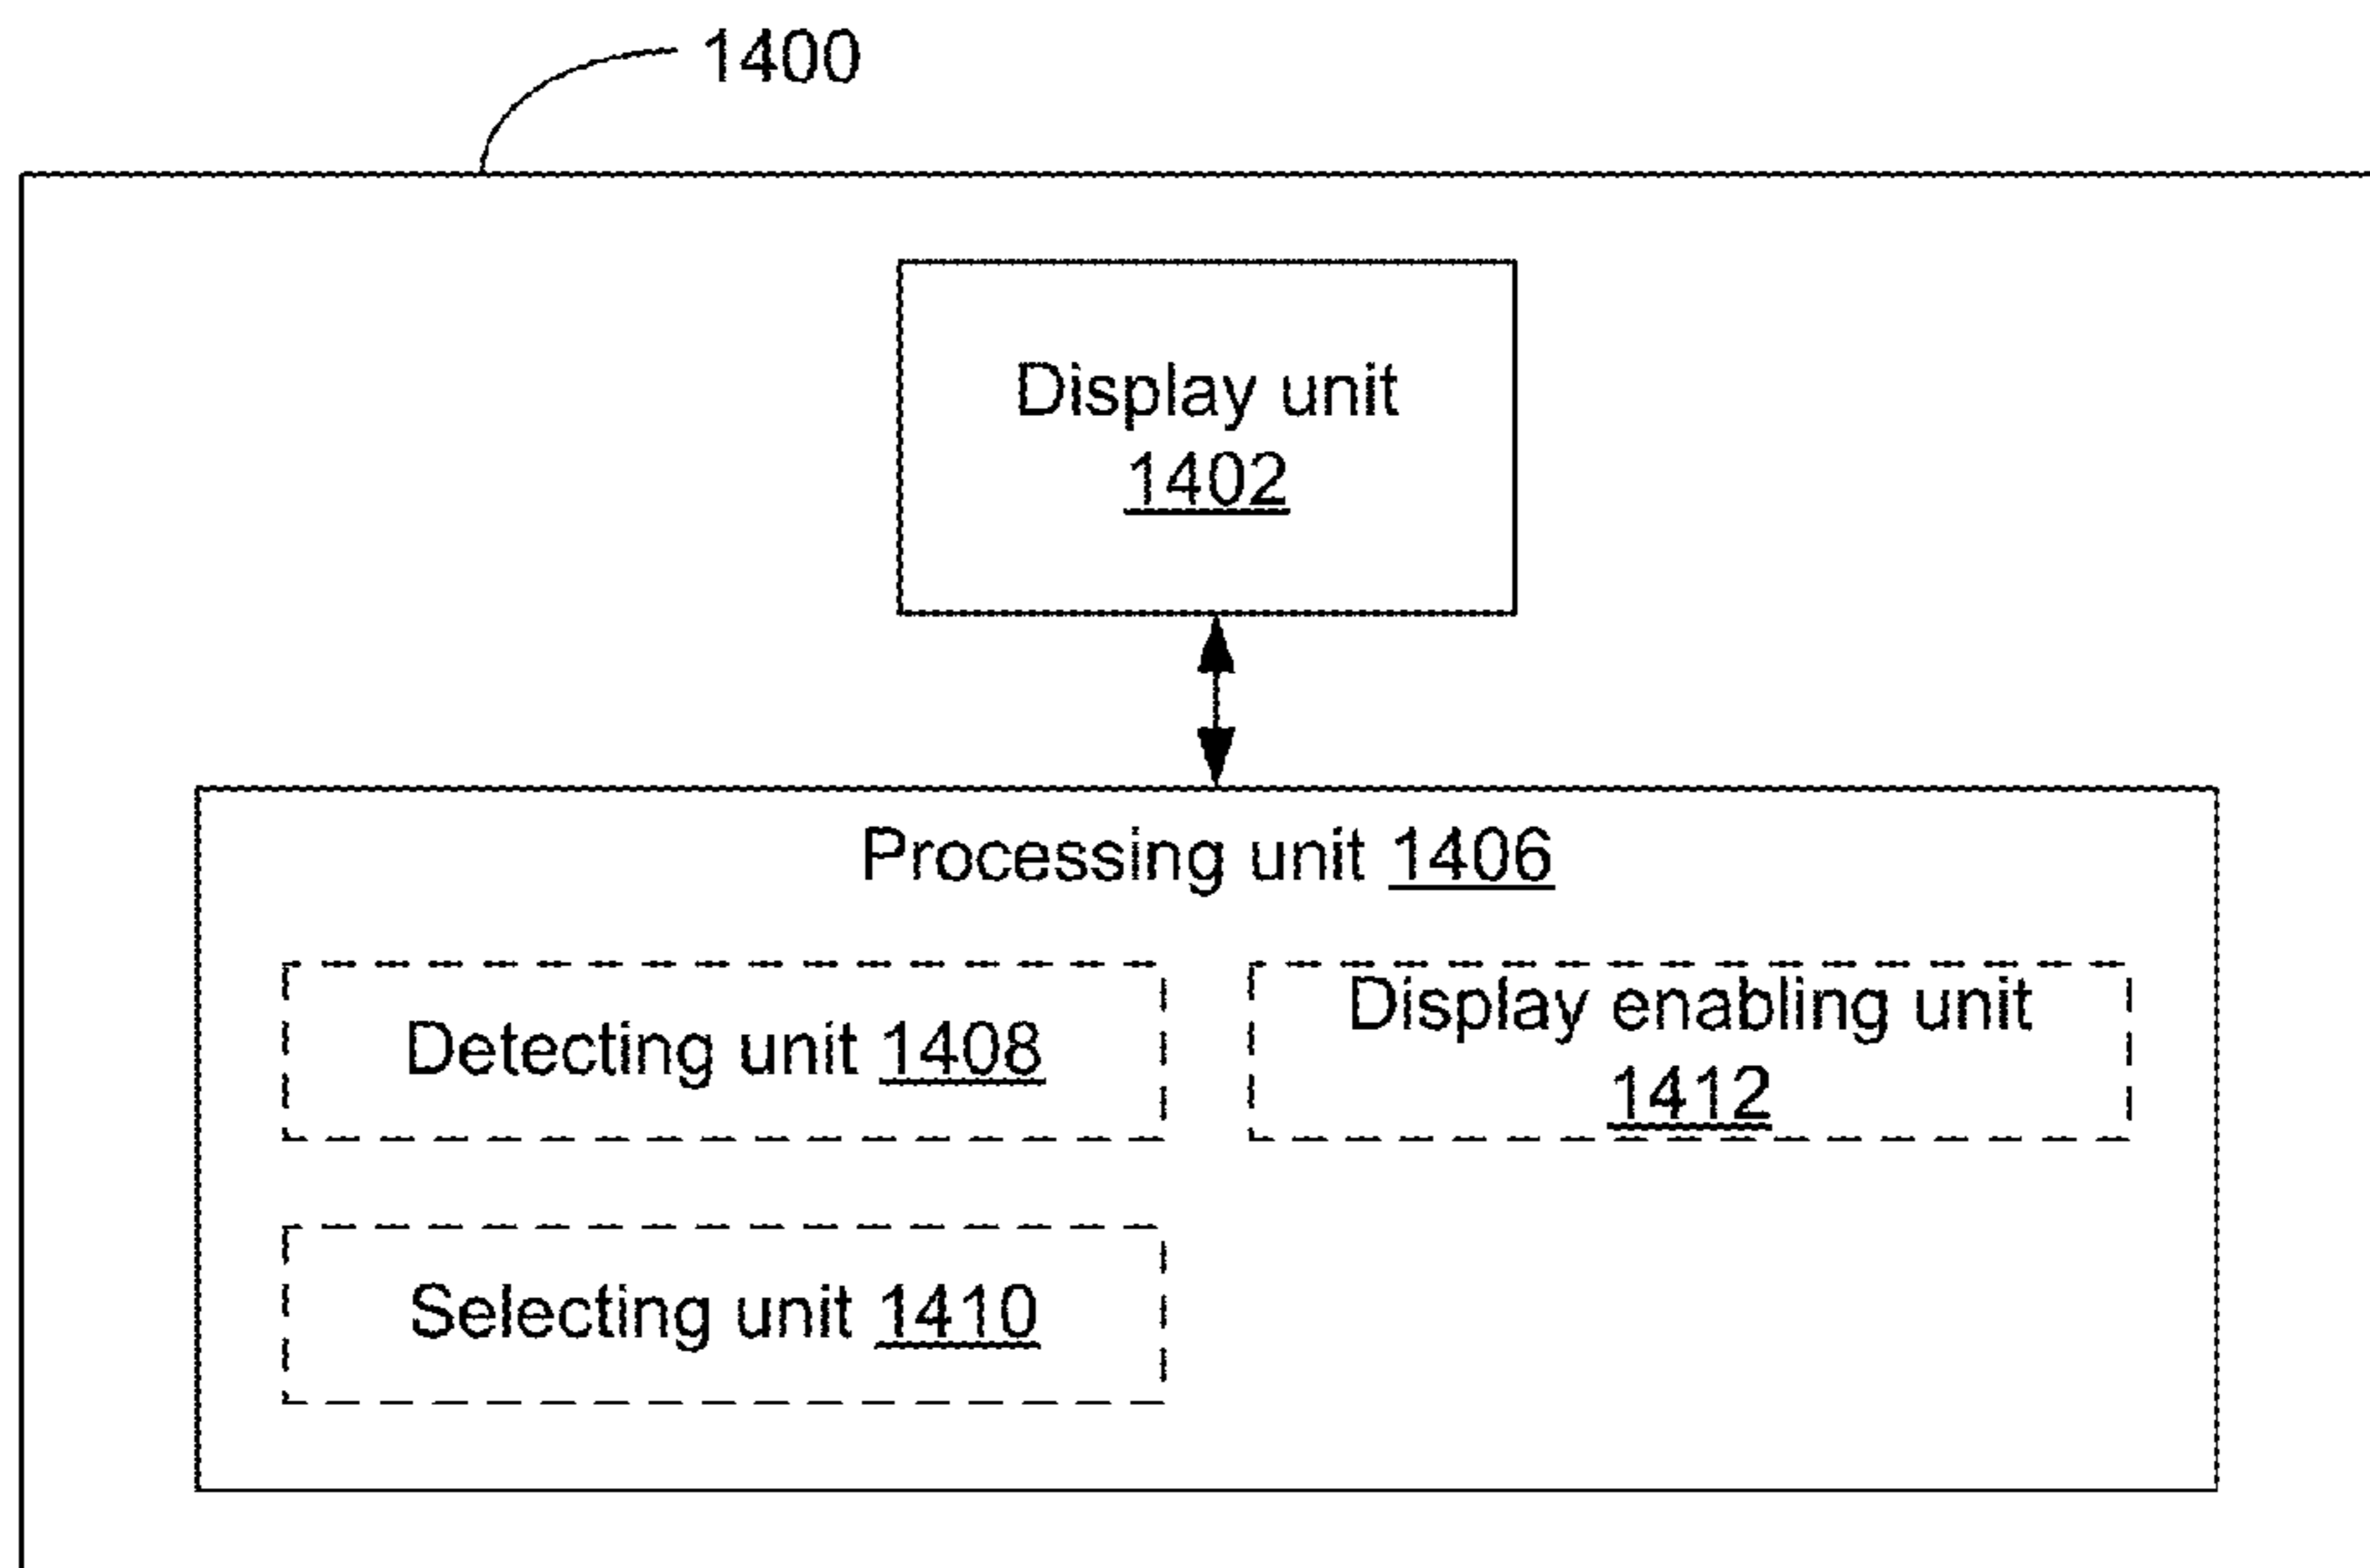 1400
Display unit
1402
Processing unit 1406
Detecting unit 1408
Display enabling unit
1412
Selecting unit 1410